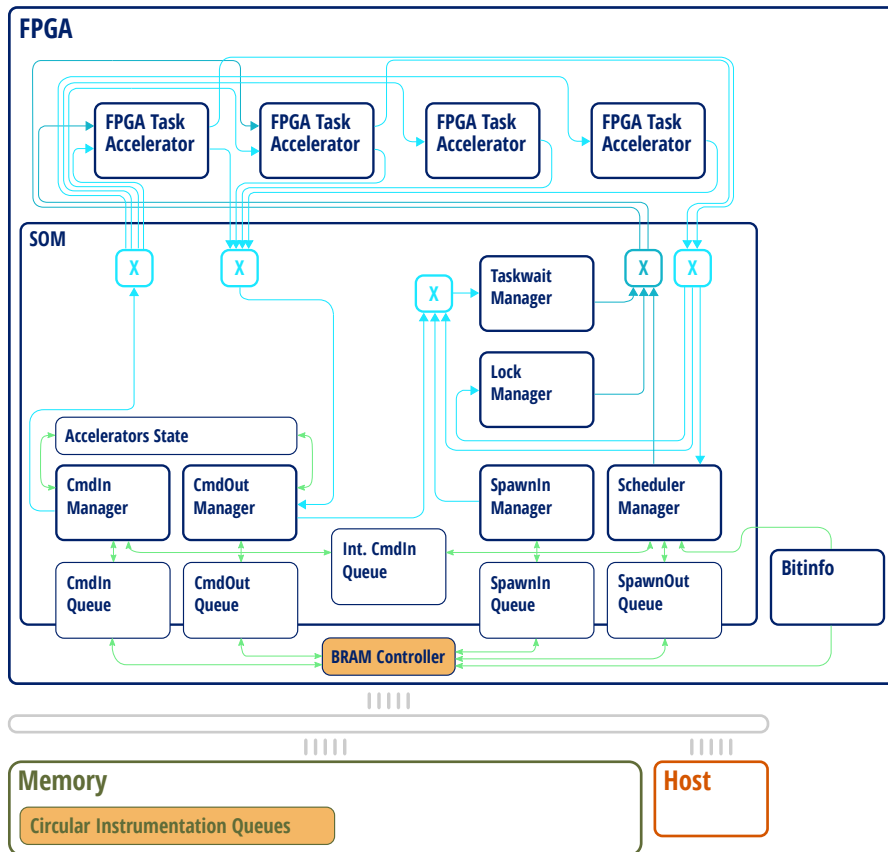 FPGA
FPGA Task
Accelerator
FPGA Task
Accelerator
FPGA Task
Accelerator
FPGA Task
Accelerator
SOM
X
X
X
X
X
Taskwait
Manager
Lock
Manager
Accelerators State
CmdIn
Manager
CmdOut
Manager
SpawnIn
Manager
Scheduler
Manager
Int. CmdIn
Queue
Bitinfo
CmdIn
Queue
CmdOut
Queue
SpawnIn
Queue
SpawnOut
Queue
BRAM Controller
Memory
Circular Instrumentation Queues
Host